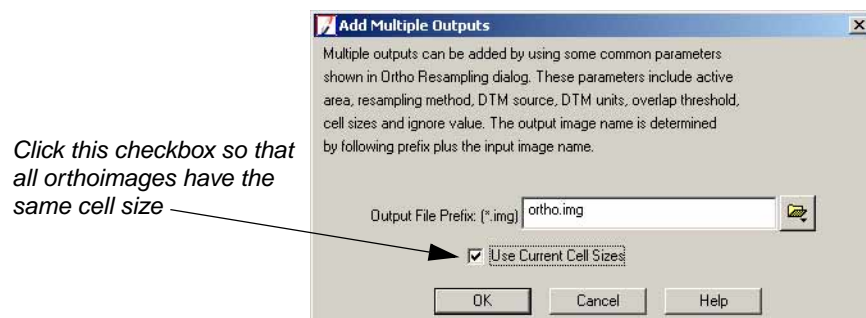 Add Multiple Outputs
Multiple outputs can be added by using some common parameters
shown in Ortho Resampling dialog. These parameters include active
area, resampling method, DTM source, DTM units, overlap threshold,
cell sizes and ignore value. The output image name is determined
by following prefix plus the input image name.
Click this checkbox so that
all orthoimages have the
same cell size
Output File Prefix: (*.img) ortho.img
Use Current Cell Sizes
OK Cancel Help